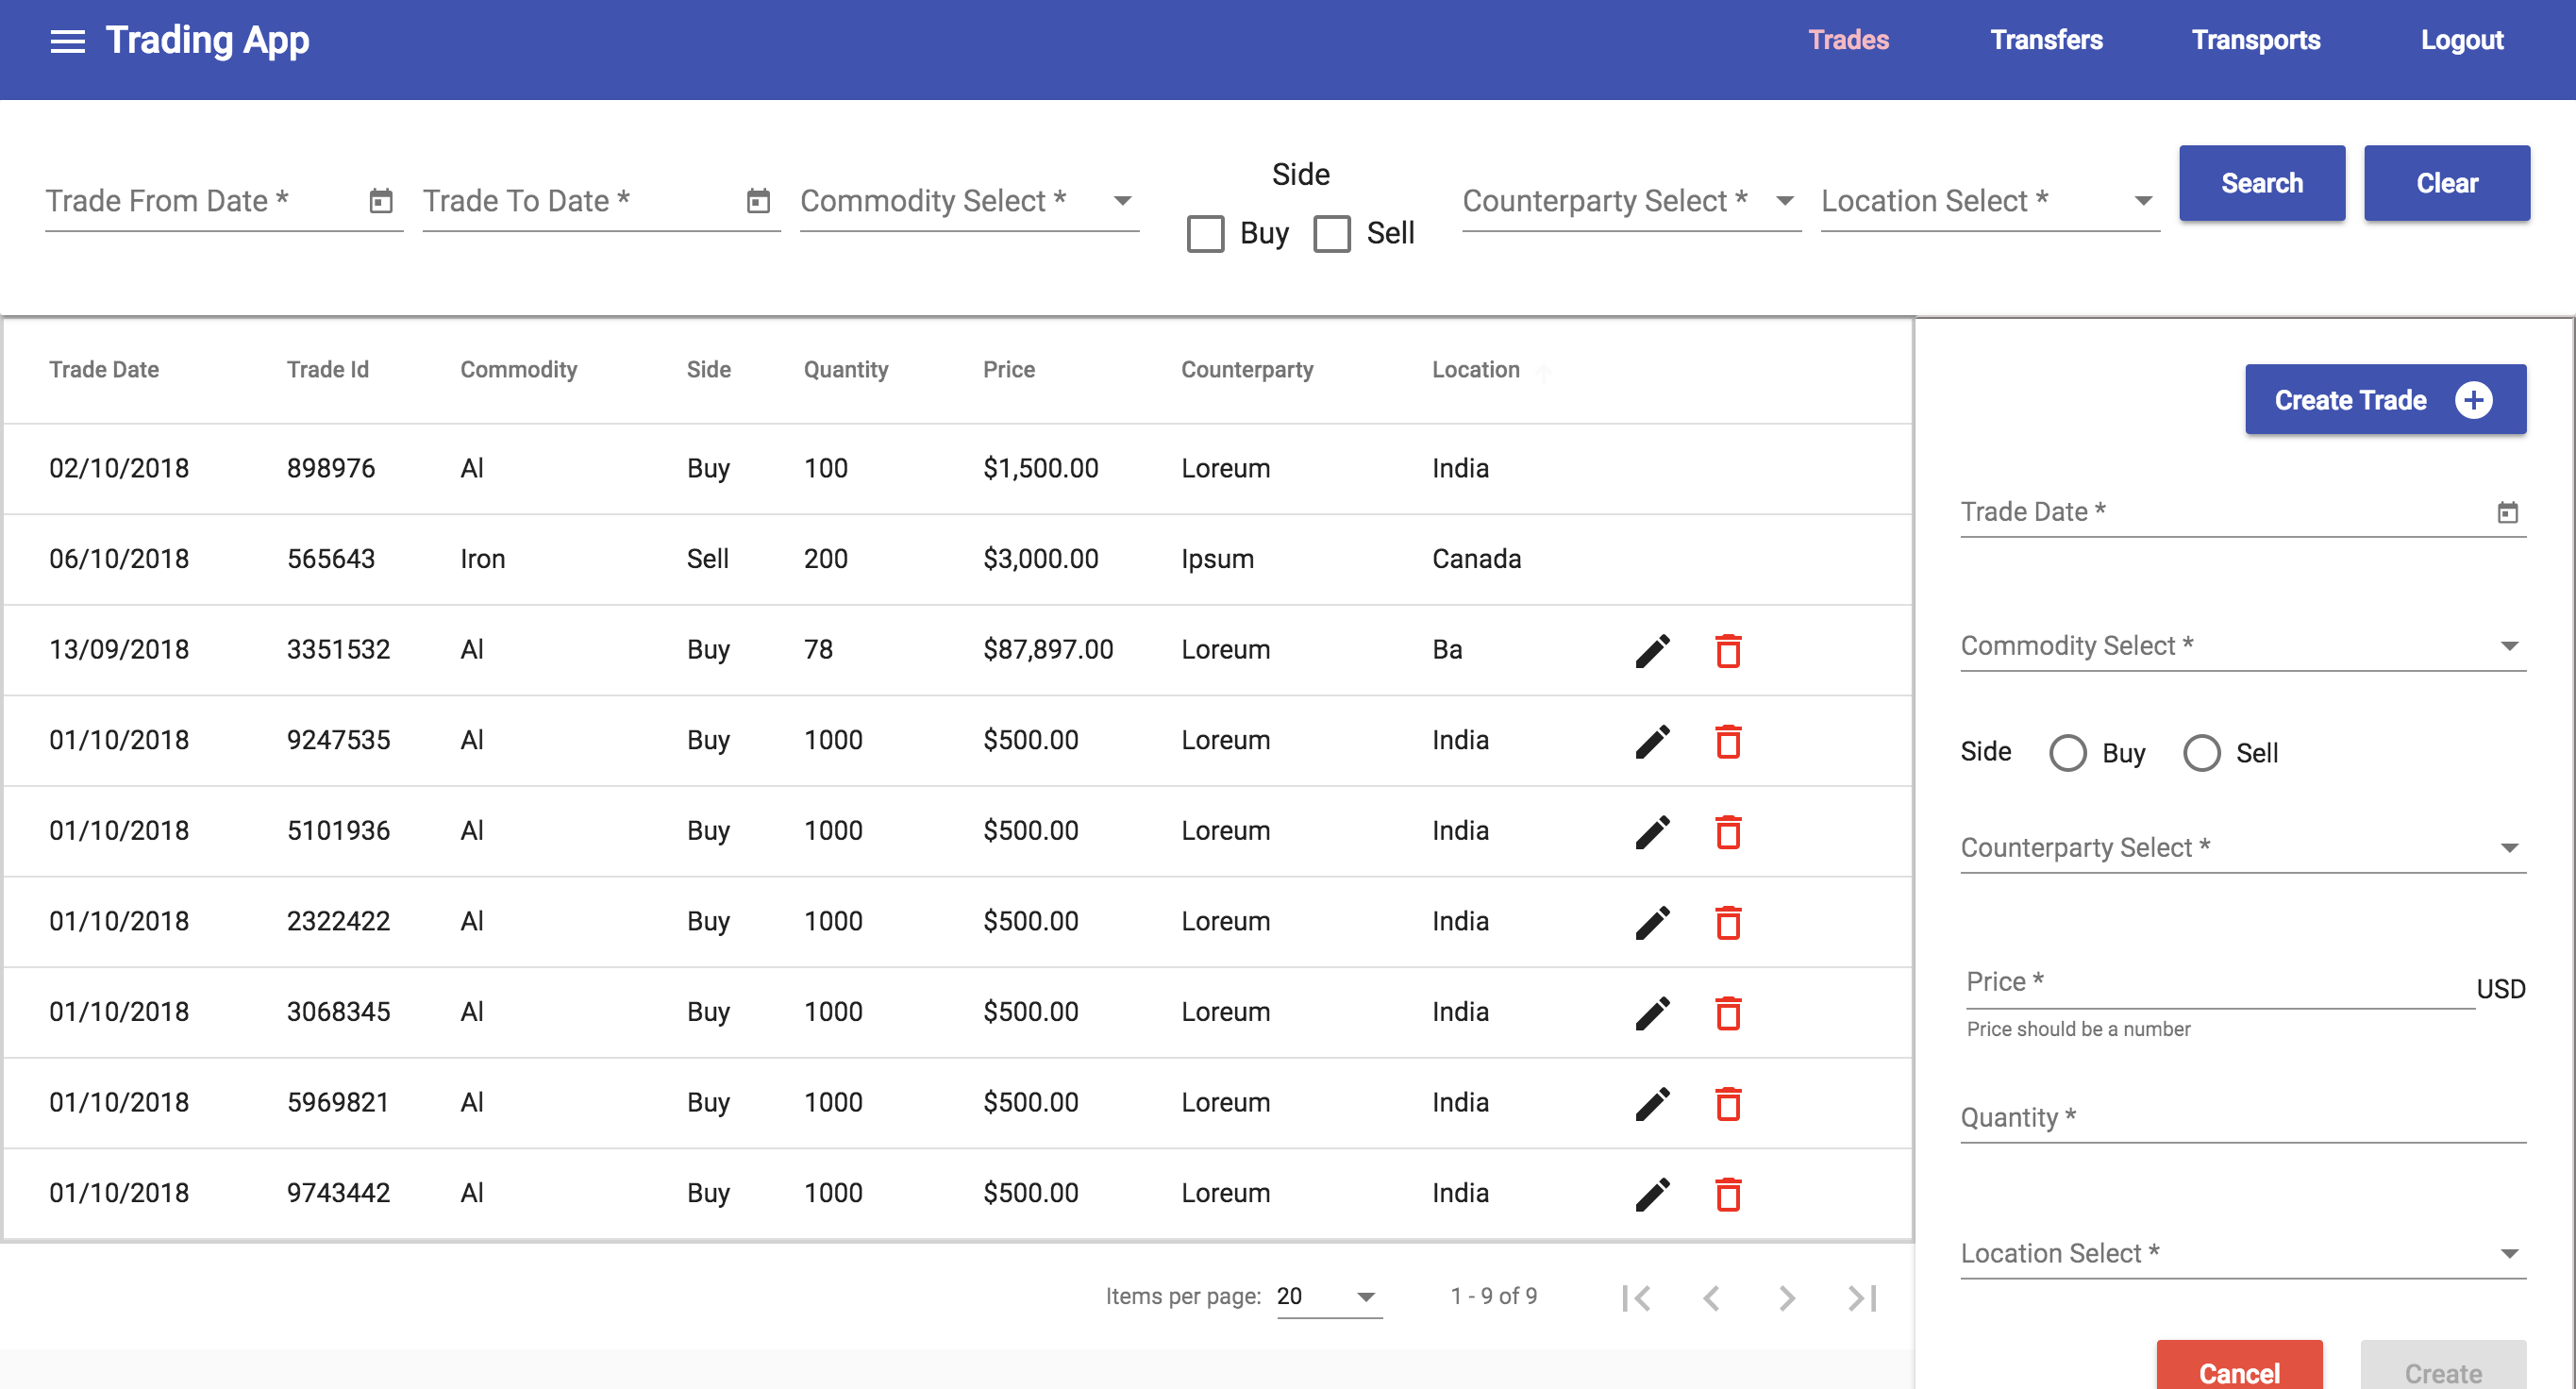 Trading App
Trades
Transfers
Transports
Logout
Trade From Date *
Trade To Date *
Commodity Select *
Side
Buy
Sell
Counterparty Select *
Location Select *
Search
Clear
Trade Date Trade Id Commodity Side Quantity Price Counterparty Location
02/10/2018 898976 Al Buy 100 $1,500.00 Loreum India
06/10/2018 565643 Iron Sell 200 $3,000.00 Ipsum Canada
13/09/2018 3351532 Al Buy 78 $87,897.00 Loreum Ba
01/10/2018 9247535 Al Buy 1000 $500.00 Loreum India
01/10/2018 5101936 Al Buy 1000 $500.00 Loreum India
01/10/2018 2322422 Al Buy 1000 $500.00 Loreum India
01/10/2018 3068345 Al Buy 1000 $500.00 Loreum India
01/10/2018 5969821 Al Buy 1000 $500.00 Loreum India
01/10/2018 9743442 Al Buy 1000 $500.00 Loreum India
Items per page: 20
1 - 9 of 9
Create Trade
Trade Date *
Commodity Select *
Side Buy Sell
Counterparty Select *
Price *
USD
Price should be a number
Quantity *
Location Select *
Cancel
Create